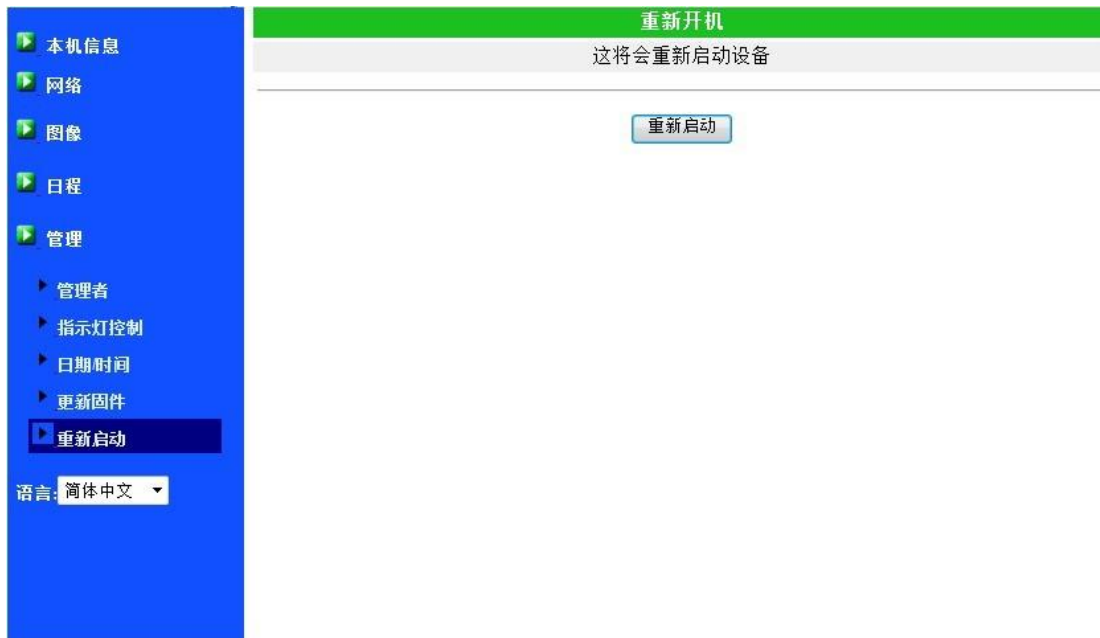 本机信息
网络
图像
日程
管理
管理者
指示灯控制
日期/时间
更新固件
重新启动
语言:简体中文
重新开机
这将会重新启动设备
重新启动